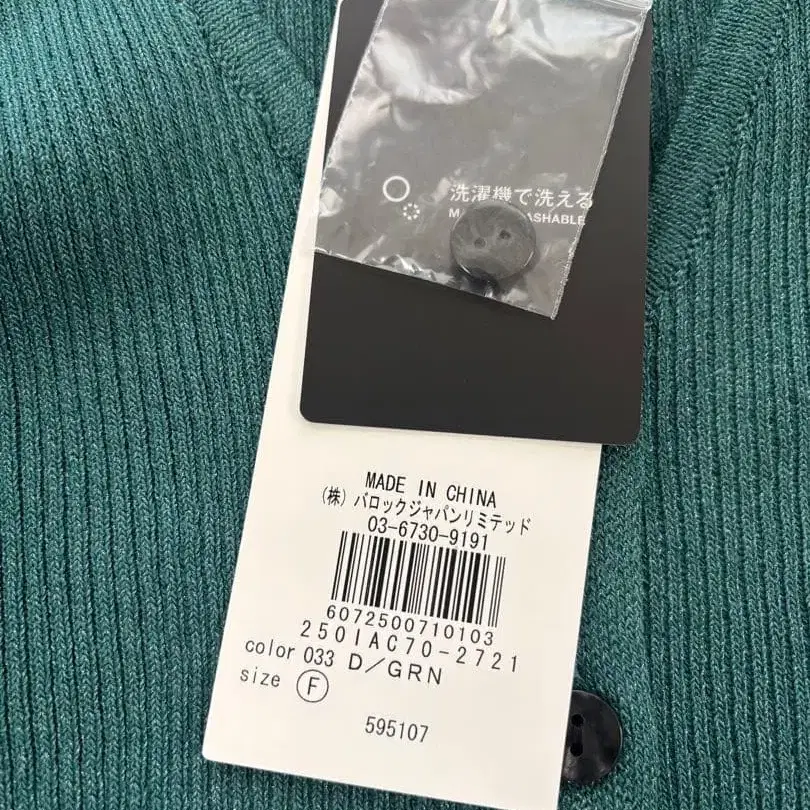 洗濯機で洗える
MADE IN CHINA
(株)バロックジャパンリミテッド
03-6730-9191
6072500710103
250IAC70-2721
color 033 D/GRN
size F
595107